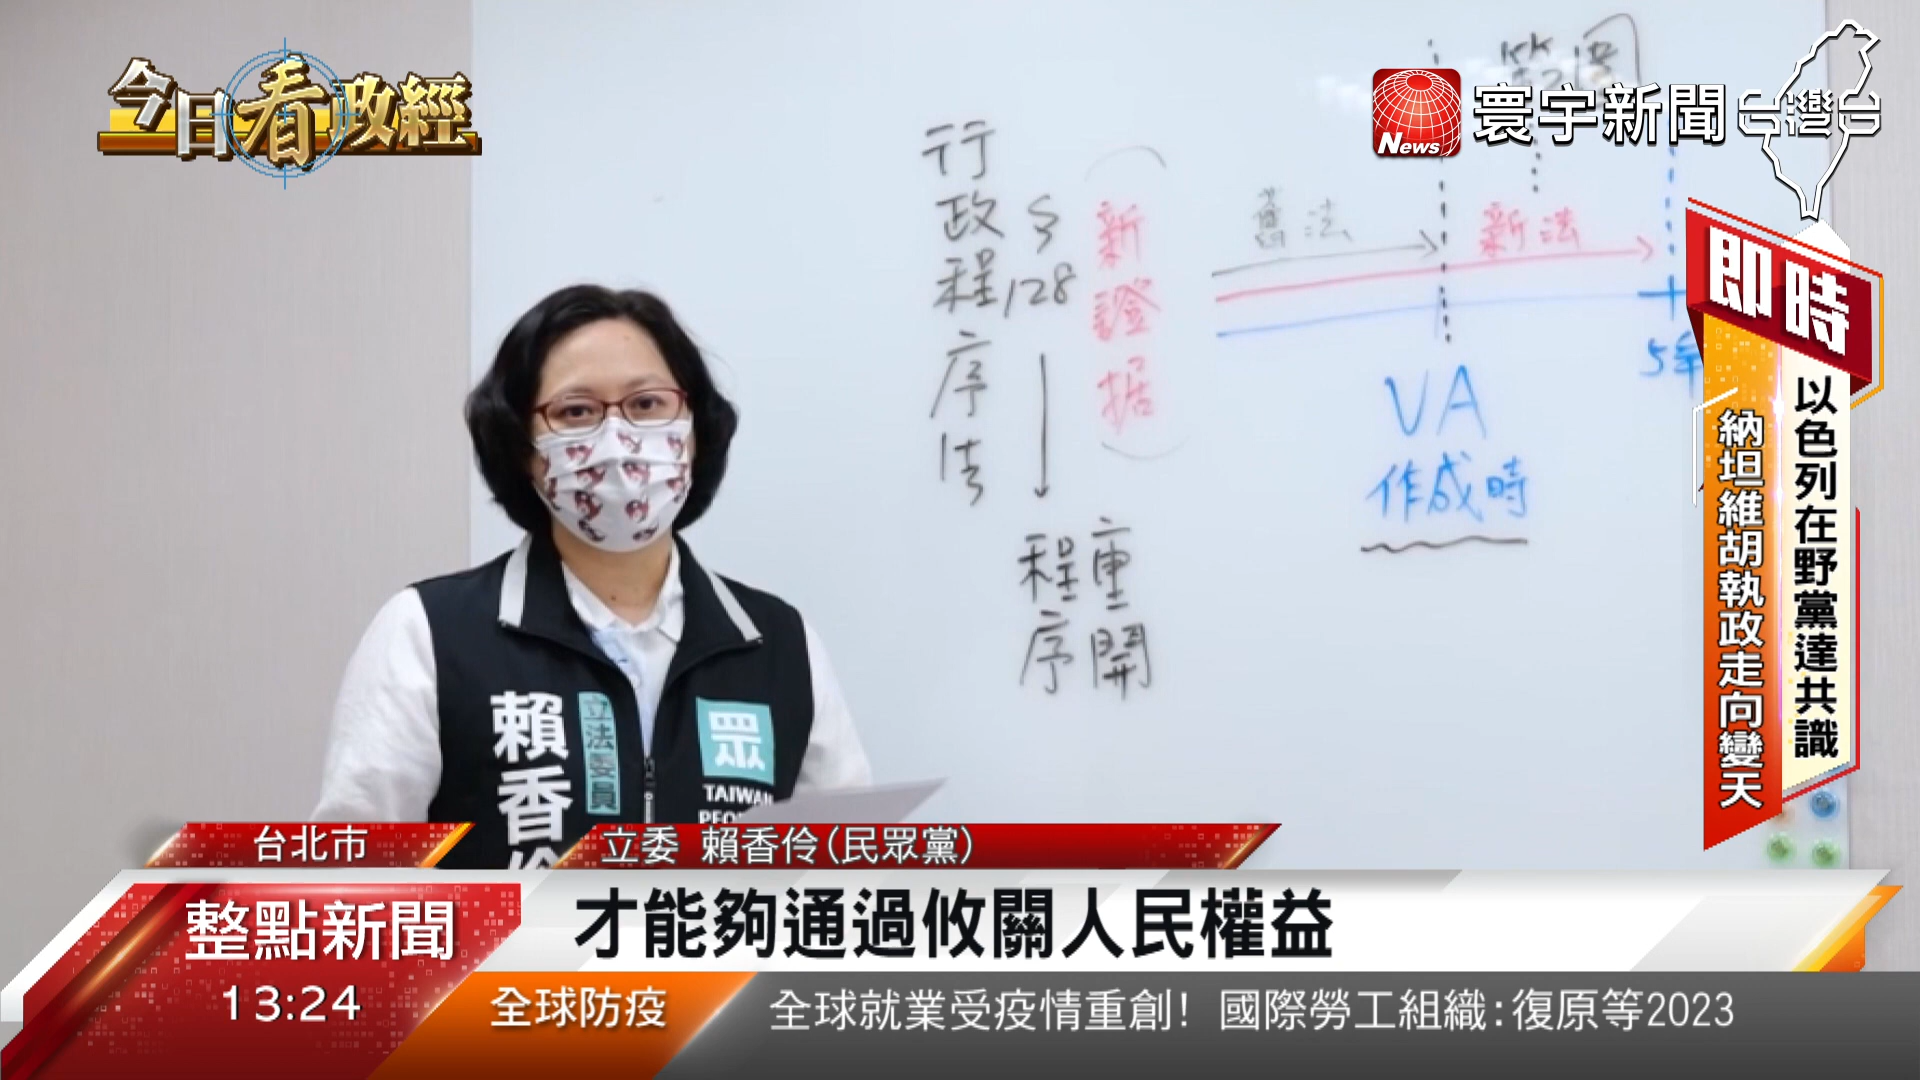 今日看政經
News
寰宇新聞
台灣台
即時
以色列在野黨達共識
納坦維胡執政走向變天
行政程序法
§128
(新證据)
重開
程序
舊法
新法
5年
VA
作成時
賴香伶
立法委員
眾
TAIWAN
台北市
立委 賴香伶(民眾黨)
整點新聞
才能夠通過攸關人民權益
13:24
全球防疫
全球就業受疫情重創! 國際勞工組織:復原等2023